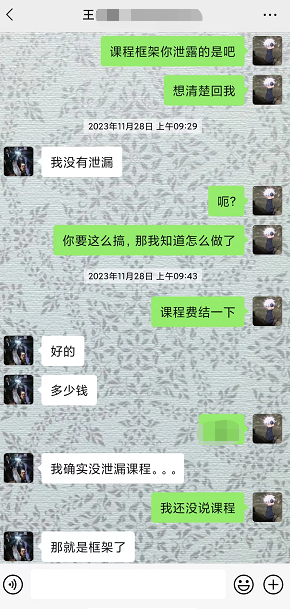 王
课程框架你泄露的是吧
想清楚回我
2023年11月28日 上午09:29
我没有泄漏
呃?
你要这么搞，那我知道怎么做了
2023年11月28日 上午09:43
课程费结一下
好的
多少钱
我确实没泄漏课程。。。
我还没说课程
那就是框架了